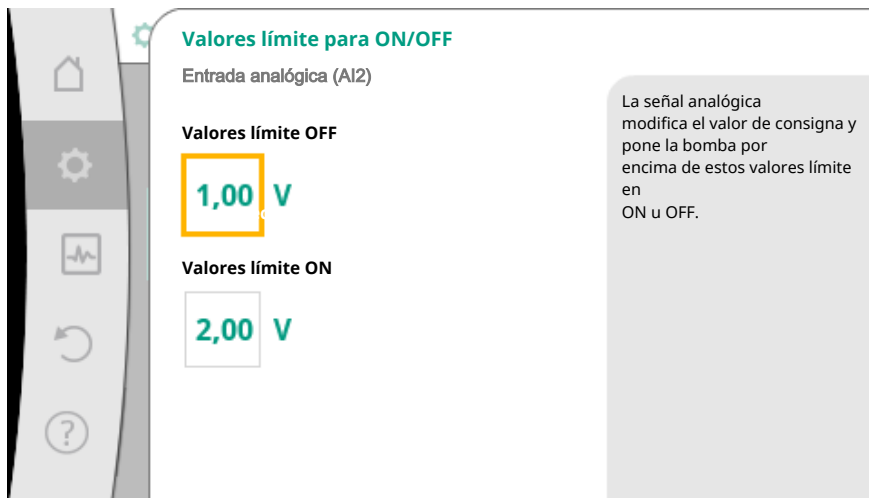 Valores límite para ON/OFF
Entrada analógica (AI2)
Valores límite OFF
1,00 V
Valores límite ON
2,00 V
La señal analógica
modifica el valor de consigna y
pone la bomba por
encima de estos valores límite
en
ON u OFF.
?